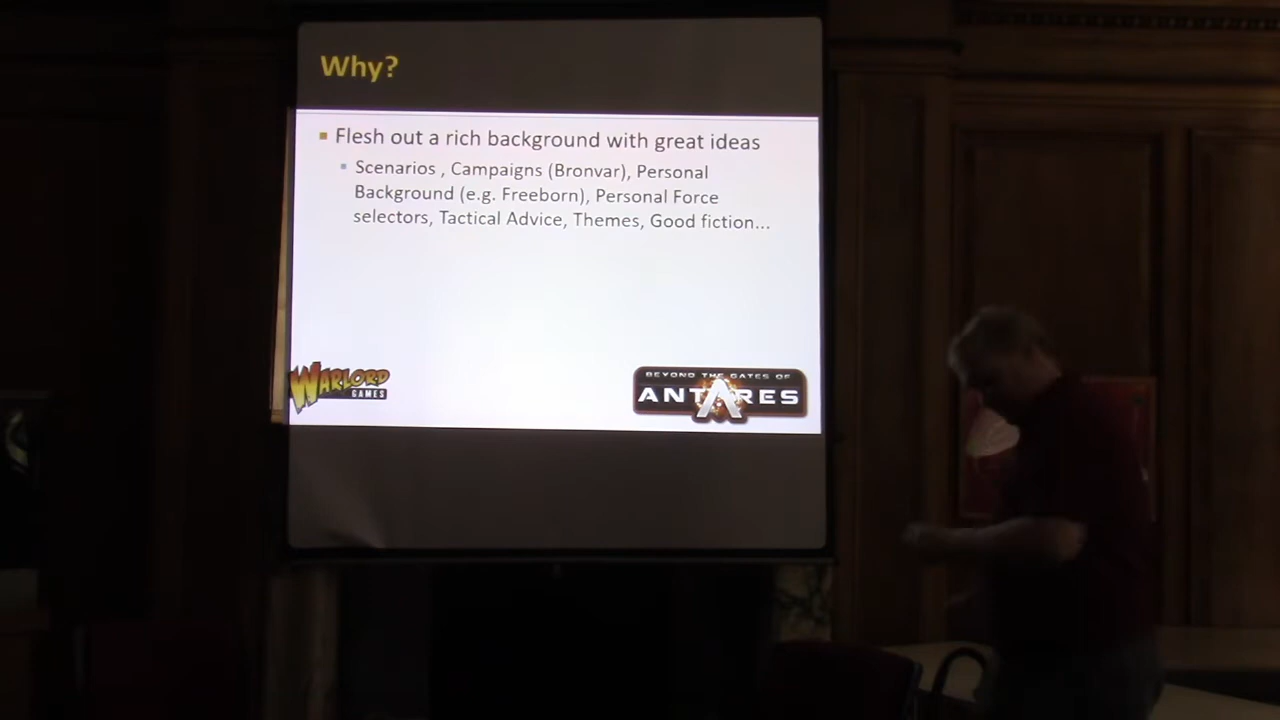 Why?
Flesh out a rich background with great ideas
Scenarios , Campaigns (Bronvar), Personal
Background (e.g. Freeborn), Personal Force
selectors, Tactical Advice, Themes, Good fiction...
WARLORD
GAMES
BEYOND THE GATES OF
ANTARES